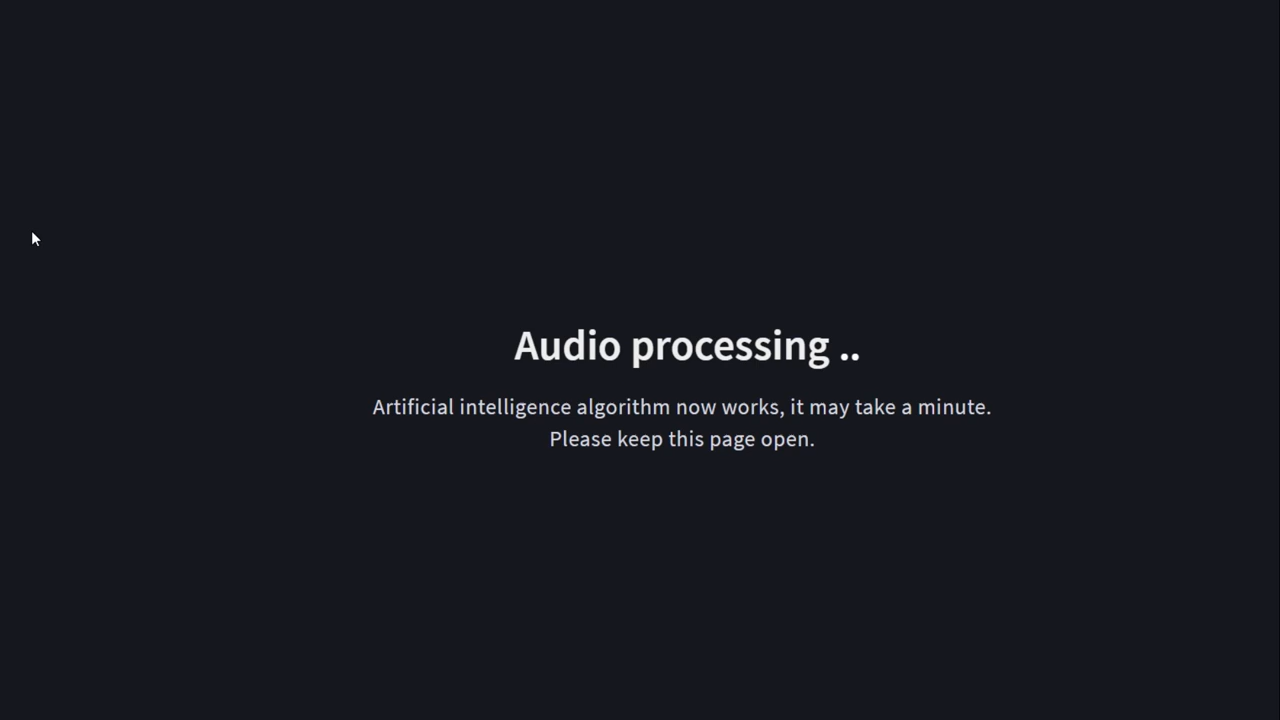 Audio processing ..
Artificial intelligence algorithm now works, it may take a minute.
Please keep this page open.